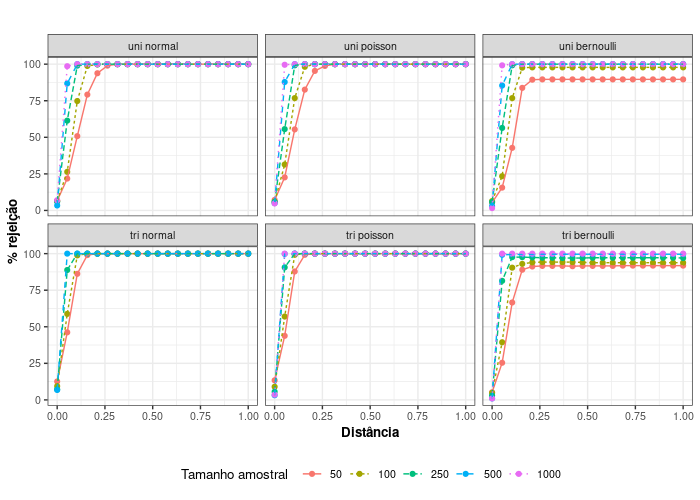 uni normal
uni poisson
uni bernoulli
100
75
50
25
0
tri normal
tri poisson
tri bernoulli
100
75
50
25
0
0.00 0.25 0.50 0.75 1.00
0.00 0.25 0.50 0.75 1.00
0.00 0.25 0.50 0.75 1.00
% rejeição
Distância
Tamanho amostral 50 100 250 500 1000